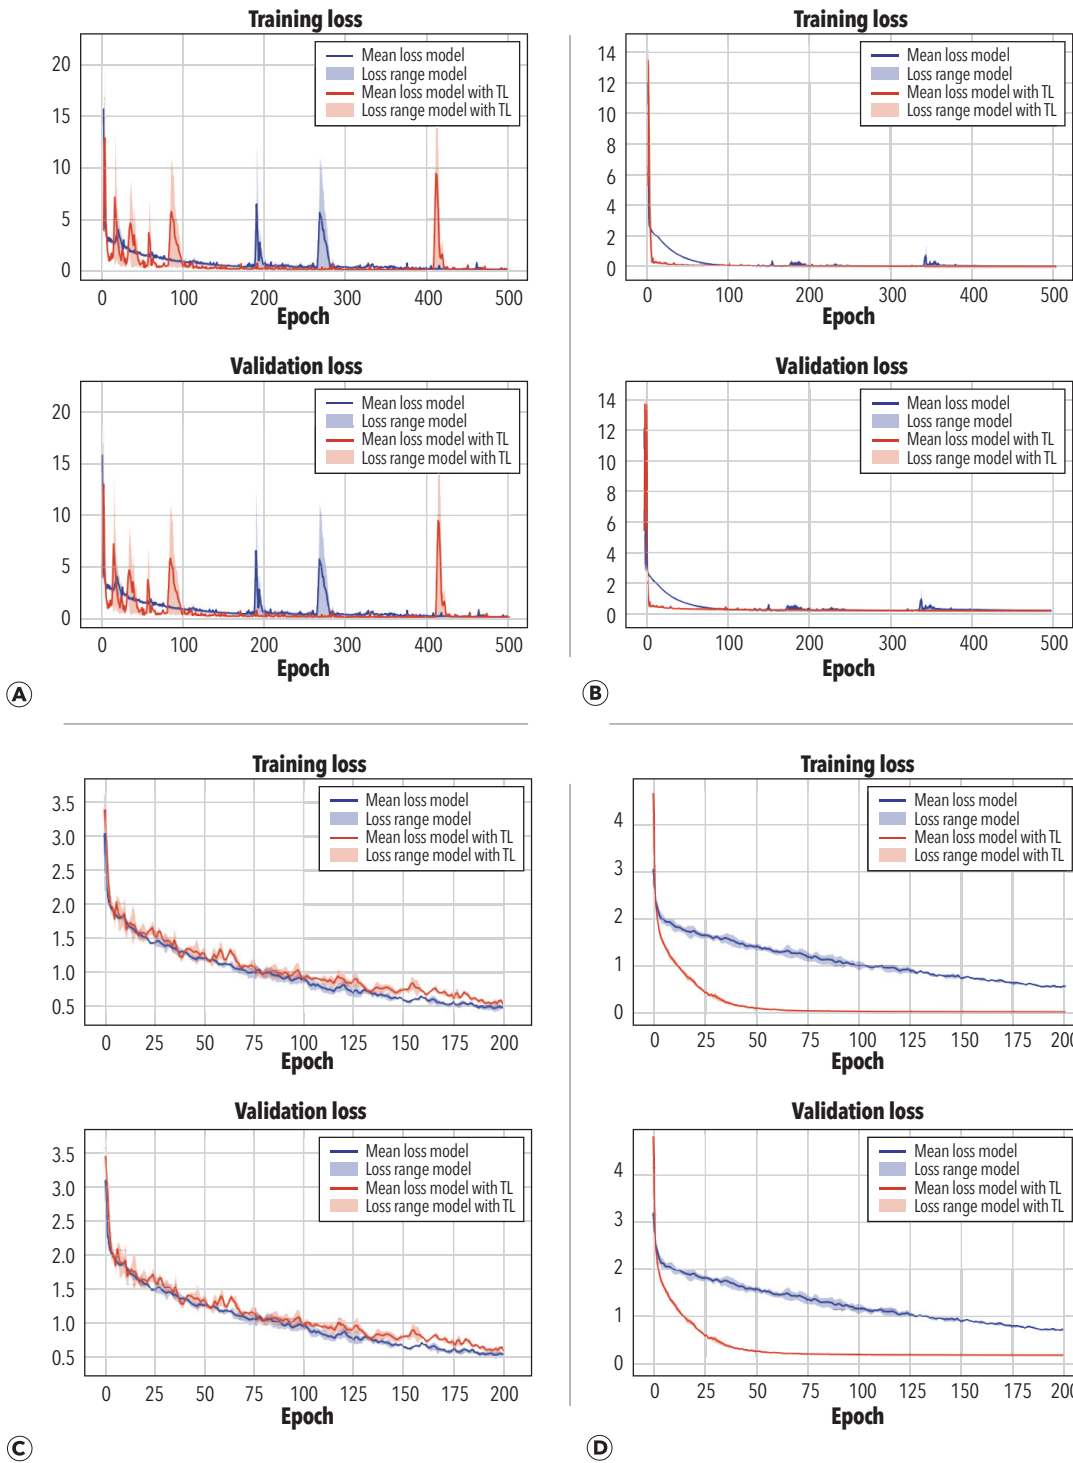 Training loss
Mean loss model
Loss range model
Mean loss model with TL
Loss range model with TL
20
15
10
5
0
0 100 200 300 400 500
Epoch
Validation loss
Mean loss model
Loss range model
Mean loss model with TL
Loss range model with TL
20
15
10
5
0
0 100 200 300 400 500
Epoch
A
Training loss
Mean loss model
Loss range model
Mean loss model with TL
Loss range model with TL
14
12
10
8
6
4
2
0
0 100 200 300 400 500
Epoch
Validation loss
Mean loss model
Loss range model
Mean loss model with TL
Loss range model with TL
14
12
10
8
6
4
2
0
0 100 200 300 400 500
Epoch
B
Training loss
Mean loss model
Loss range model
Mean loss model with TL
Loss range model with TL
3.5
3.0
2.5
2.0
1.5
1.0
0.5
0 25 50 75 100 125 150 175 200
Epoch
Validation loss
Mean loss model
Loss range model
Mean loss model with TL
Loss range model with TL
3.5
3.0
2.5
2.0
1.5
1.0
0.5
0 25 50 75 100 125 150 175 200
Epoch
C
Training loss
Mean loss model
Loss range model
Mean loss model with TL
Loss range model with TL
4
3
2
1
0
0 25 50 75 100 125 150 175 200
Epoch
Validation loss
Mean loss model
Loss range model
Mean loss model with TL
Loss range model with TL
4
3
2
1
0
0 25 50 75 100 125 150 175 200
Epoch
D